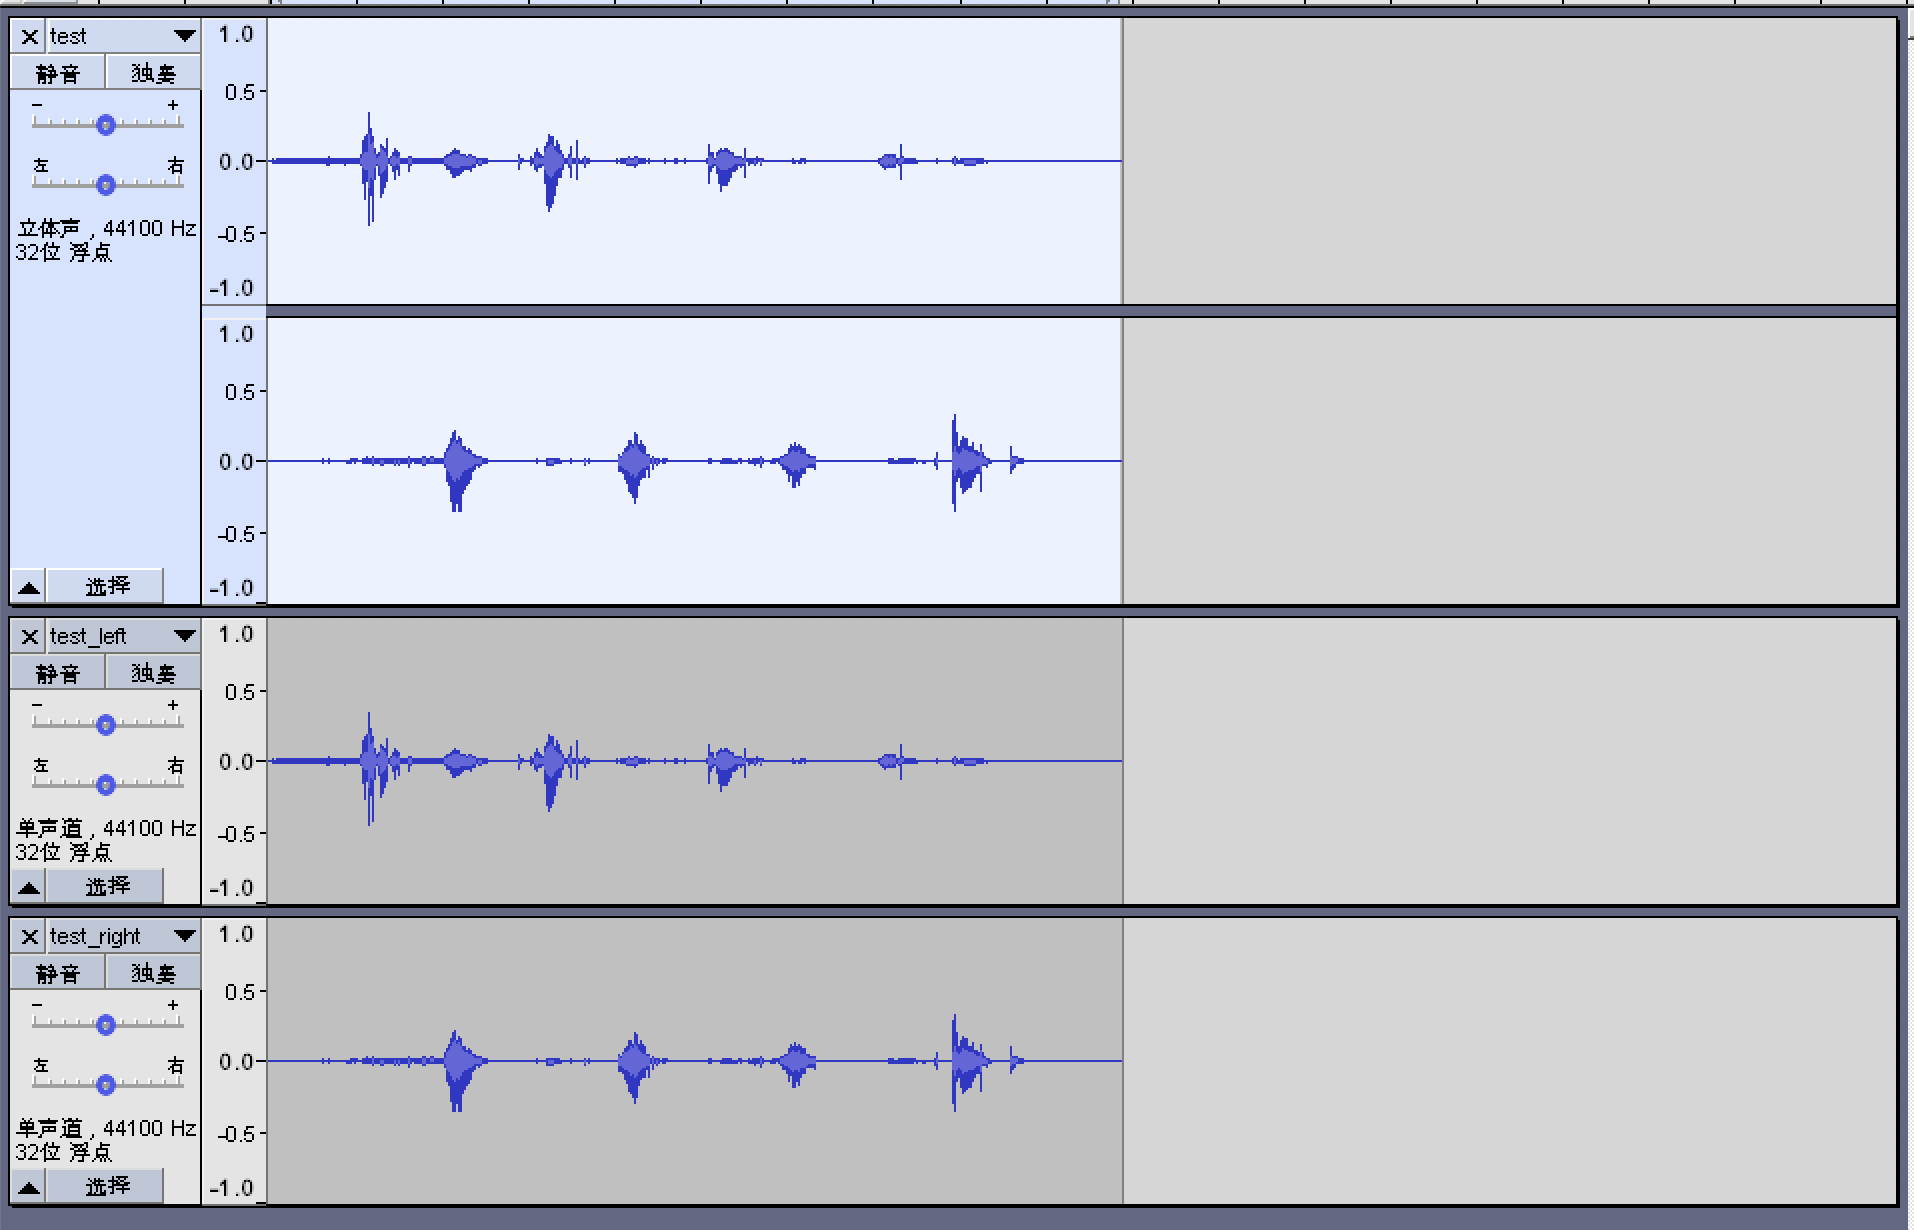 test
静音 独奏
- +
左 右
立体声 , 44100 Hz
32位 浮点
选择
1.0
0.5
0.0
-0.5
-1.0
1.0
0.5
0.0
-0.5
-1.0
test_left
静音 独奏
- +
左 右
单声道 , 44100 Hz
32位 浮点
选择
1.0
0.5
0.0
-0.5
-1.0
test_right
静音 独奏
- +
左 右
单声道 , 44100 Hz
32位 浮点
选择
1.0
0.5
0.0
-0.5
-1.0